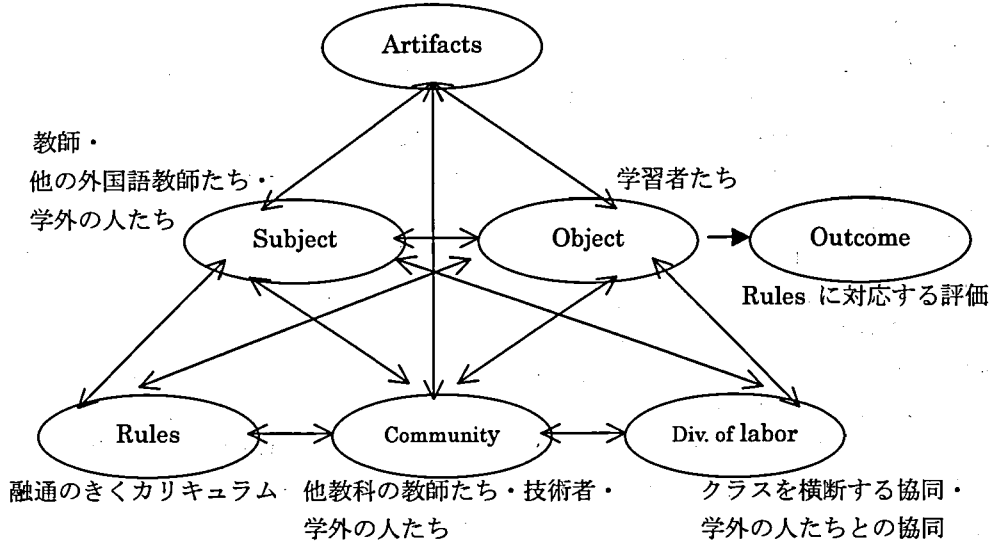 Artifacts
教師・
他の外国語教師たち・
学外の人たち
学習者たち
Subject
Object
Outcome
Rules に対応する評価
Rules
Community
Div. of labor
融通のきくカリキュラム
他教科の教師たち・技術者・
学外の人たち
クラスを横断する協同・
学外の人たちとの協同